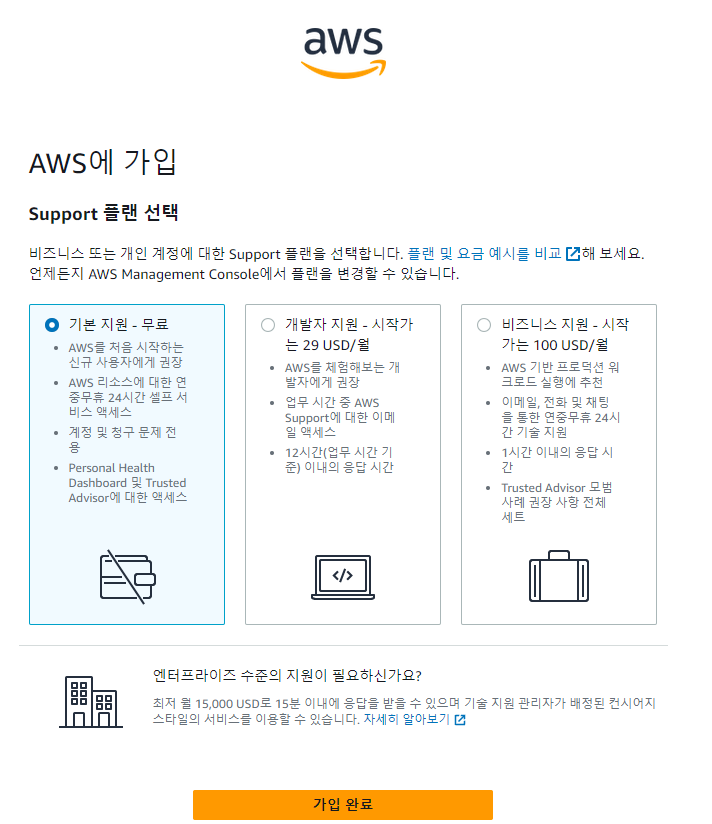 aws
AWS에 가입
Support 플랜 선택
비즈니스 또는 개인 계정에 대한 Support 플랜을 선택합니다. 플랜 및 요금 예시를 비교 해 보세요.
언제든지 AWS Management Console에서 플랜을 변경할 수 있습니다.
기본 지원 - 무료
• AWS를 처음 시작하는
신규 사용자에게 권장
• AWS 리소스에 대한 연
중무휴 24시간 셀프 서
비스 액세스
• 계정 및 청구 문제 전
용
• Personal Health
Dashboard 및 Trusted
Advisor에 대한 액세스
개발자 지원 - 시작가
는 29 USD/월
• AWS를 체험해보는 개
발자에게 권장
• 업무 시간 중 AWS
Support에 대한 이메
일 액세스
• 12시간(업무 시간 기
준) 이내의 응답 시간
비즈니스 지원 - 시작
가는 100 USD/월
• AWS 기반 프로덕션 워
크로드 실행에 추천
• 이메일, 전화 및 채팅
을 통한 연중무휴 24시
간 기술 지원
• 1시간 이내의 응답 시
간
• Trusted Advisor 모범
사례 권장 사항 전체
세트
</>
엔터프라이즈 수준의 지원이 필요하신가요?
최저 월 15,000 USD로 15분 이내에 응답을 받을 수 있으며 기술 지원 관리자가 배정된 컨시어지
스타일의 서비스를 이용할 수 있습니다. 자세히 알아보기
가입 완료